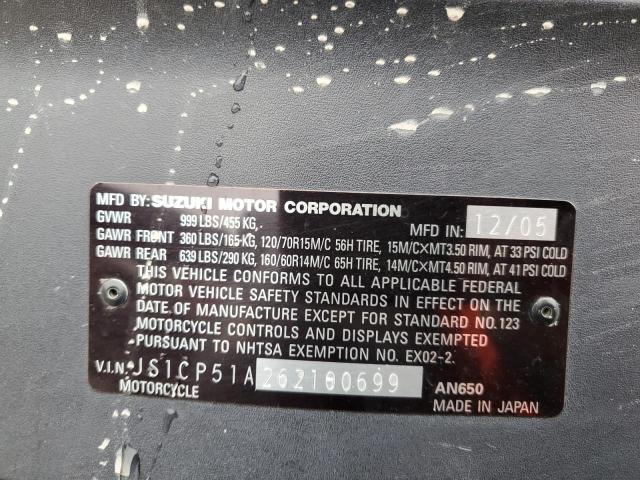 MFD BY:SUZUKI MOTOR CORPORATION
GVWR 999 LBS/455 KG, MFD IN: 12/05
GAWR FRONT 360 LBS/165 KG, 120/70R15M/C 56H TIRE, 15M/C×MT3.50 RIM, AT 33 PSI COLD
GAWR REAR 639 LBS/290 KG, 160/60R14M/C 65H TIRE, 14M/C×MT4.50 RIM, AT 41 PSI COLD
THIS VEHICLE CONFORMS TO ALL APPLICABLE FEDERAL
MOTOR VEHICLE SAFETY STANDARDS IN EFFECT ON THE
DATE OF MANUFACTURE EXCEPT FOR STANDARD NO.123
MOTORCYCLE CONTROLS AND DISPLAYS EXEMPTED
PURSUANT TO NHTSA EXEMPTION NO. EX02-2.
V.I.N. JS1CP51A262100699
MOTORCYCLE AN650
MADE IN JAPAN